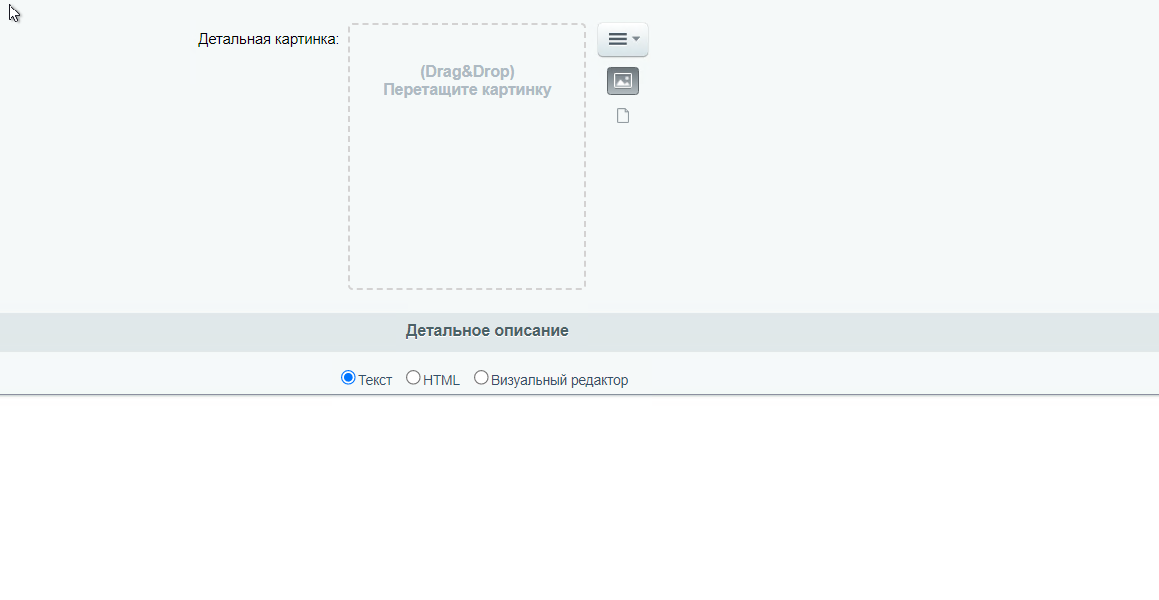 Детальная картинка:
(Drag&Drop)
Перетащите картинку
Детальное описание
Текст HTML Визуальный редактор